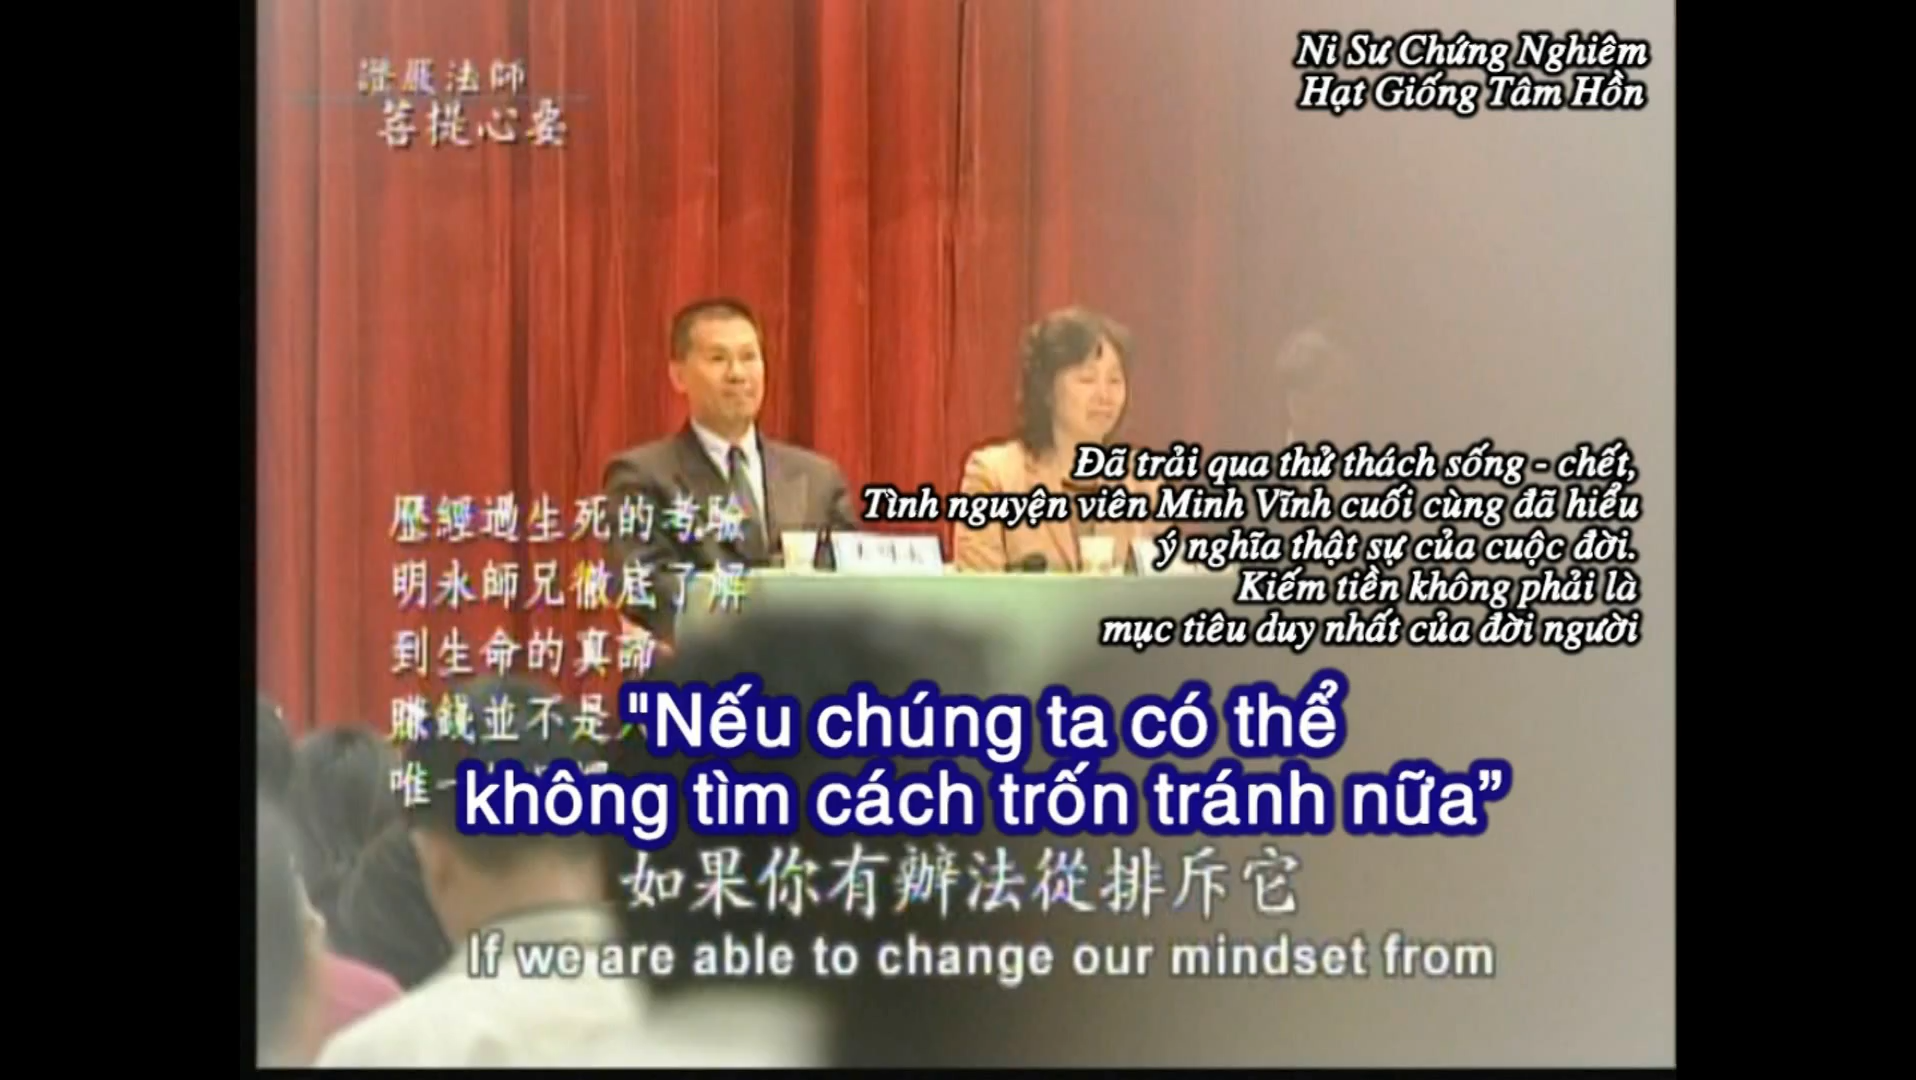 證嚴法師
菩提心要
Ni Sư Chứng Nghiêm
Hạt Giống Tâm Hồn
Đã trải qua thử thách sống - chết,
Tình nguyện viên Minh Vĩnh cuối cùng đã hiểu
ý nghĩa thật sự của cuộc đời.
Kiếm tiền không phải là
mục tiêu duy nhất của đời người
歷經過生死的考驗
明永師兄徹底了解
到生命的真諦
賺錢並不是
唯一
"Nếu chúng ta có thể
không tìm cách trốn tránh nữa”
如果你有辦法從排斥它
If we are able to change our mindset from